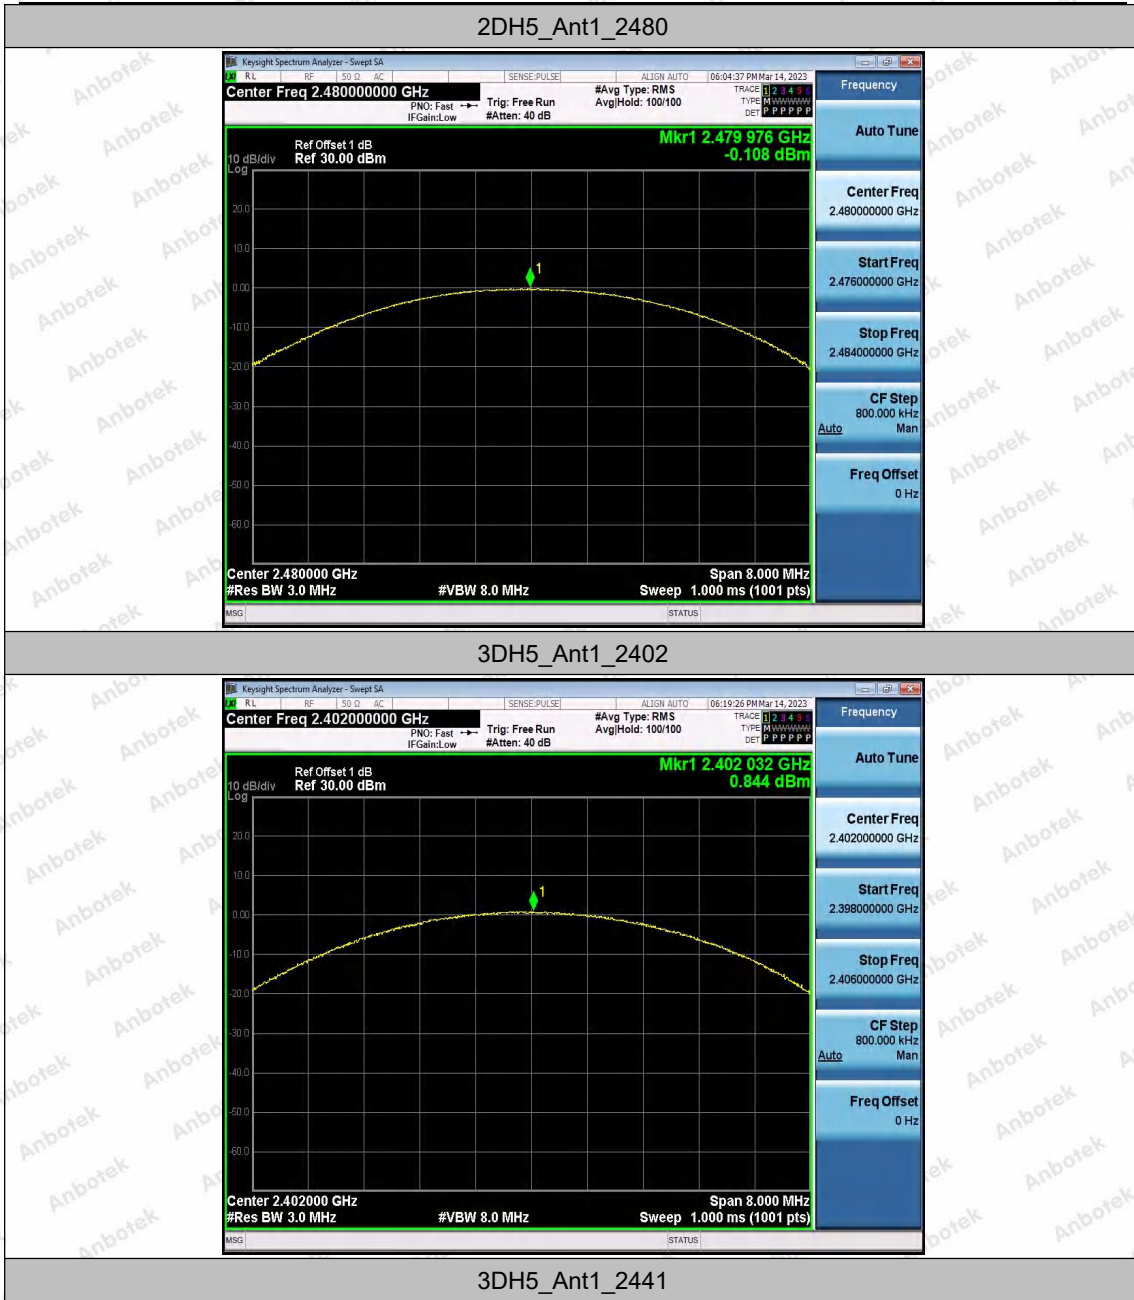 2DH5_Ant1_2480
Keysight Spectrum Analyzer - Swept SA
RL RF 50 Ω AC SENSE:PULSE ALIGN AUTO 06:04:37 PM Mar 14, 2023
Center Freq 2.480000000 GHz
PNO: Fast
IFGain:Low
Trig: Free Run
#Atten: 40 dB
#Avg Type: RMS
Avg|Hold: 100/100
TRACE 1 2 3 4 5 6
TYPE M W W W W W
DET P P P P P P
Ref Offset 1 dB
10 dB/div Ref 30.00 dBm
Log
Mkr1 2.479 976 GHz
-0.108 dBm
20.0
10.0
0.00
-10.0
-20.0
-30.0
-40.0
-50.0
-60.0
1
Center 2.480000 GHz Span 8.000 MHz
#Res BW 3.0 MHz #VBW 8.0 MHz Sweep 1.000 ms (1001 pts)
MSG STATUS
Frequency
Auto Tune
Center Freq
2.480000000 GHz
Start Freq
2.476000000 GHz
Stop Freq
2.484000000 GHz
CF Step
800.000 kHz
Auto Man
Freq Offset
0 Hz
3DH5_Ant1_2402
Keysight Spectrum Analyzer - Swept SA
RL RF 50 Ω AC SENSE:PULSE ALIGN AUTO 06:19:26 PM Mar 14, 2023
Center Freq 2.402000000 GHz
PNO: Fast
IFGain:Low
Trig: Free Run
#Atten: 40 dB
#Avg Type: RMS
Avg|Hold: 100/100
TRACE 1 2 3 4 5 6
TYPE M W W W W W
DET P P P P P P
Ref Offset 1 dB
10 dB/div Ref 30.00 dBm
Log
Mkr1 2.402 032 GHz
0.844 dBm
20.0
10.0
0.00
-10.0
-20.0
-30.0
-40.0
-50.0
-60.0
1
Center 2.402000 GHz Span 8.000 MHz
#Res BW 3.0 MHz #VBW 8.0 MHz Sweep 1.000 ms (1001 pts)
MSG STATUS
Frequency
Auto Tune
Center Freq
2.402000000 GHz
Start Freq
2.398000000 GHz
Stop Freq
2.406000000 GHz
CF Step
800.000 kHz
Auto Man
Freq Offset
0 Hz
3DH5_Ant1_2441
Anbotek